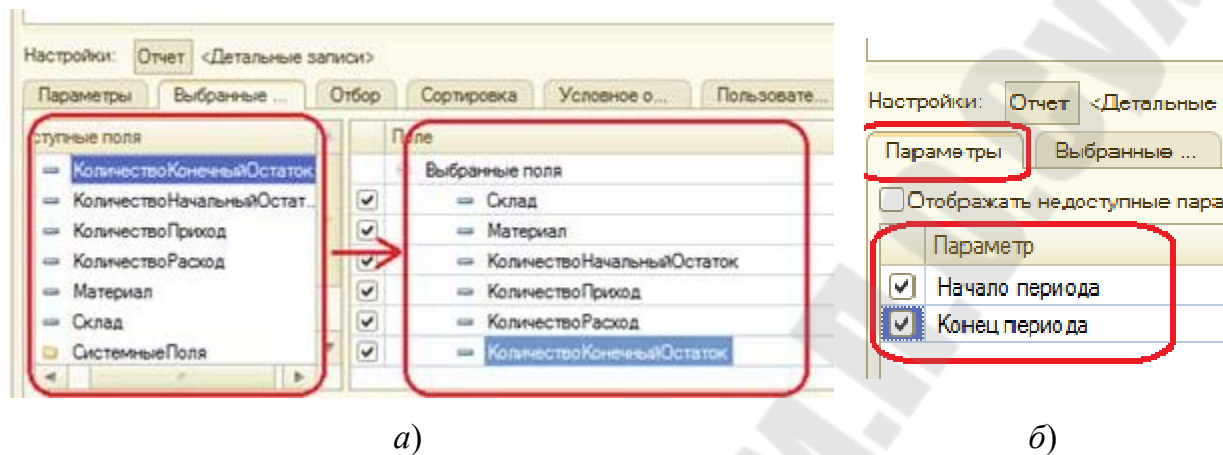 Настройки: Отчет <Детальные записи>
Параметры Выбранные ... Отбор Сортировка Условное о... Пользовате...
ступные поля
КоличествоКонечныйОстаток
КоличествоНачальныйОстат...
КоличествоПриход
КоличествоРасход
Материал
Склад
СистемныеПоля
Поле
Выбранные поля
Склад
Материал
КоличествоНачальныйОстаток
КоличествоПриход
КоличествоРасход
КоличествоКонечныйОстаток
а)
Настройки: Отчет <Детальные
Параметры Выбранные ...
Отображать недоступные пара
Параметр
Начало периода
Конец периода
б)